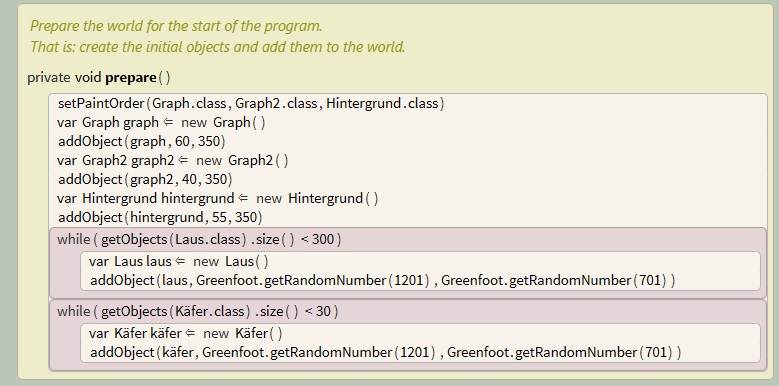 Prepare the world for the start of the program.
That is: create the initial objects and add them to the world.
private void prepare()
setPaintOrder(Graph.class, Graph2.class, Hintergrund.class)
var Graph graph ⇐ new Graph()
addObject(graph, 60, 350)
var Graph2 graph2 ⇐ new Graph2()
addObject(graph2, 40, 350)
var Hintergrund hintergrund ⇐ new Hintergrund()
addObject(hintergrund, 55, 350)
while ( getObjects(Laus.class) .size() < 300 )
var Laus laus ⇐ new Laus()
addObject(laus, Greenfoot.getRandomNumber(1201) , Greenfoot.getRandomNumber(701) )
while ( getObjects(Käfer.class) .size() < 30 )
var Käfer käfer ⇐ new Käfer()
addObject(käfer, Greenfoot.getRandomNumber(1201) , Greenfoot.getRandomNumber(701) )